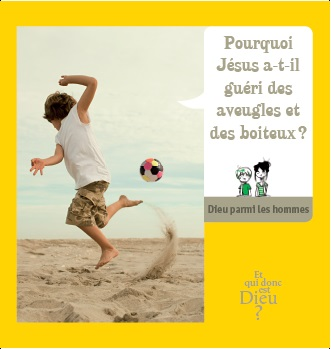 Pourquoi
Jésus a-t-il
guéri des
aveugles et
des boiteux ?
Dieu parmi les hommes
Et
qui donc
est
Dieu
?